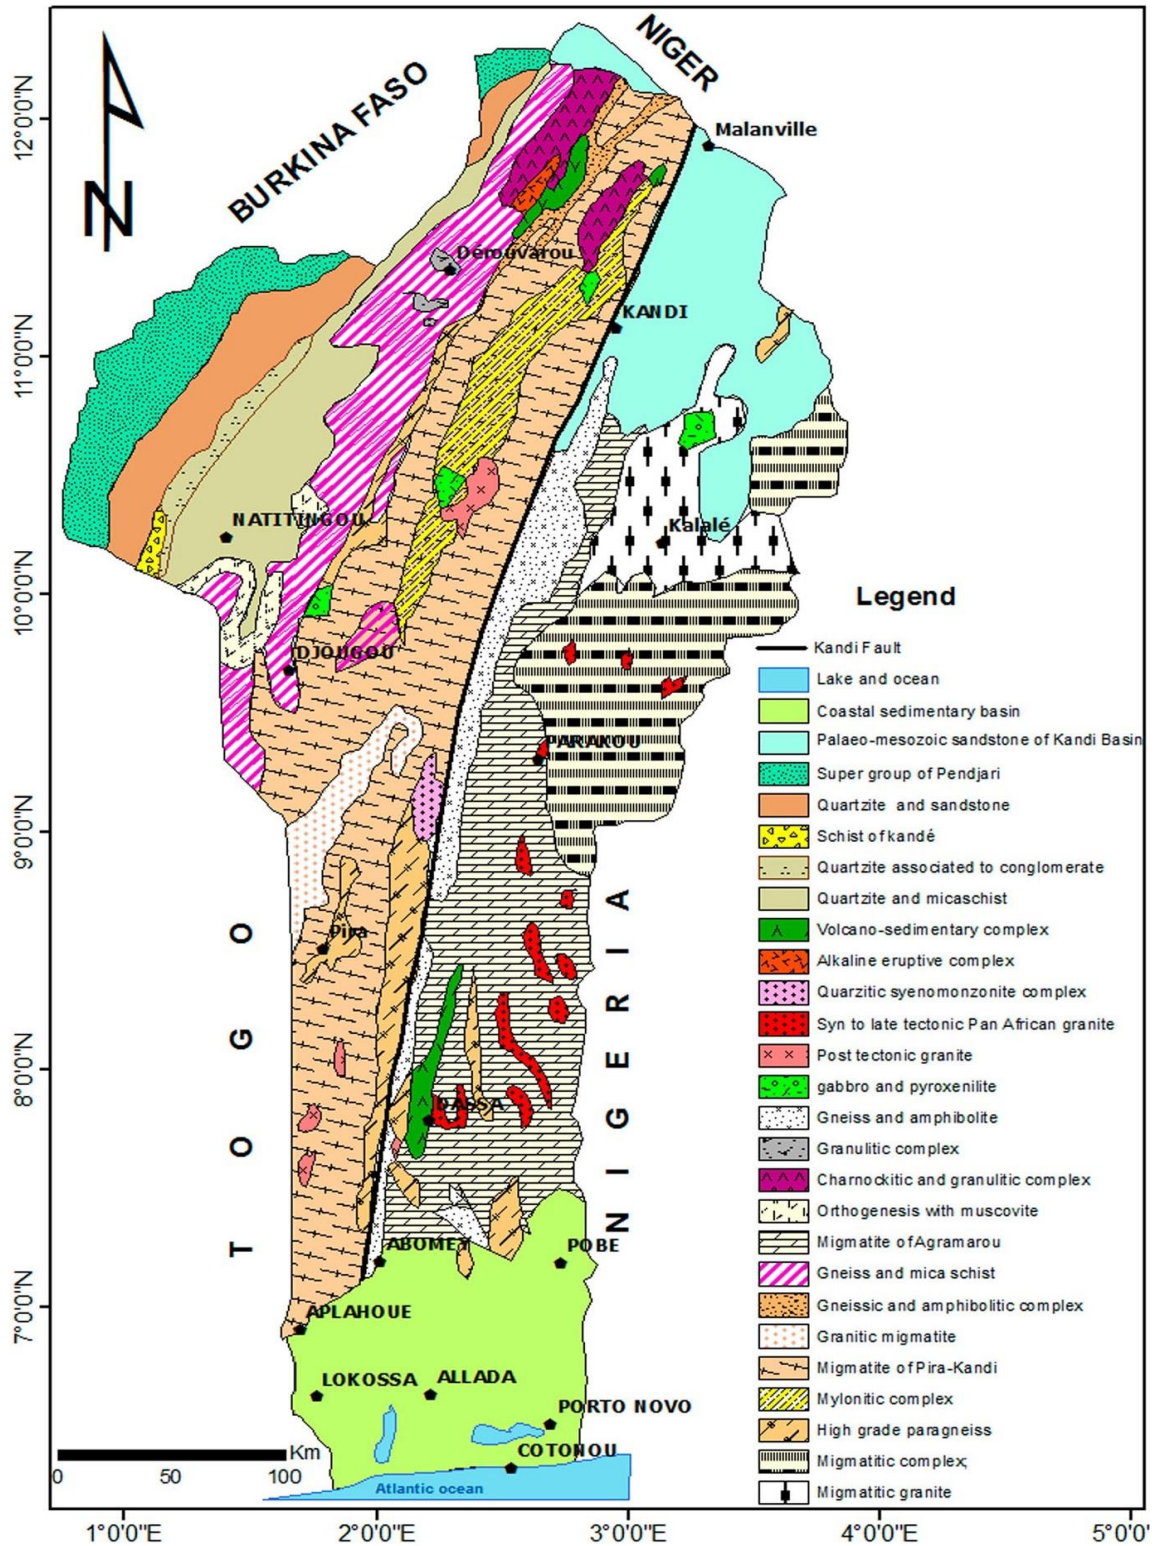 BURKINA FASO
NIGER
N
12°0'0"N
11°0'0"N
10°0'0"N
9°0'0"N
8°0'0"N
7°0'0"N
Malanville
Dérouvarou
KANDI
NATITINGOU
Kalalé
DJOUGOU
PARAKOU
Pira
DASSA
TOGO
NIGERIA
ABOMEY
POBE
APLAHOUE
LOKOSSA
ALLADA
PORTO NOVO
COTONOU
Atlantic ocean
Km
0 50 100
Legend
Kandi Fault
Lake and ocean
Coastal sedimentary basin
Palaeo-mesozoic sandstone of Kandi Basin
Super group of Pendjari
Quartzite and sandstone
Schist of kandé
Quartzite associated to conglomerate
Quartzite and micaschist
Volcano-sedimentary complex
Alkaline eruptive complex
Quarzitic syenomonzonite complex
Syn to late tectonic Pan African granite
Post tectonic granite
gabbro and pyroxenilite
Gneiss and amphibolite
Granulitic complex
Charnockitic and granulitic complex
Orthogenesis with muscovite
Migmatite of Agramarou
Gneiss and mica schist
Gneissic and amphibolitic complex
Granitic migmatite
Migmatite of Pira-Kandi
Mylonitic complex
High grade paragneiss
Migmatitic complex;
Migmatitic granite
1°0'0"E 2°0'0"E 3°0'0"E 4°0'0"E 5°0'0"